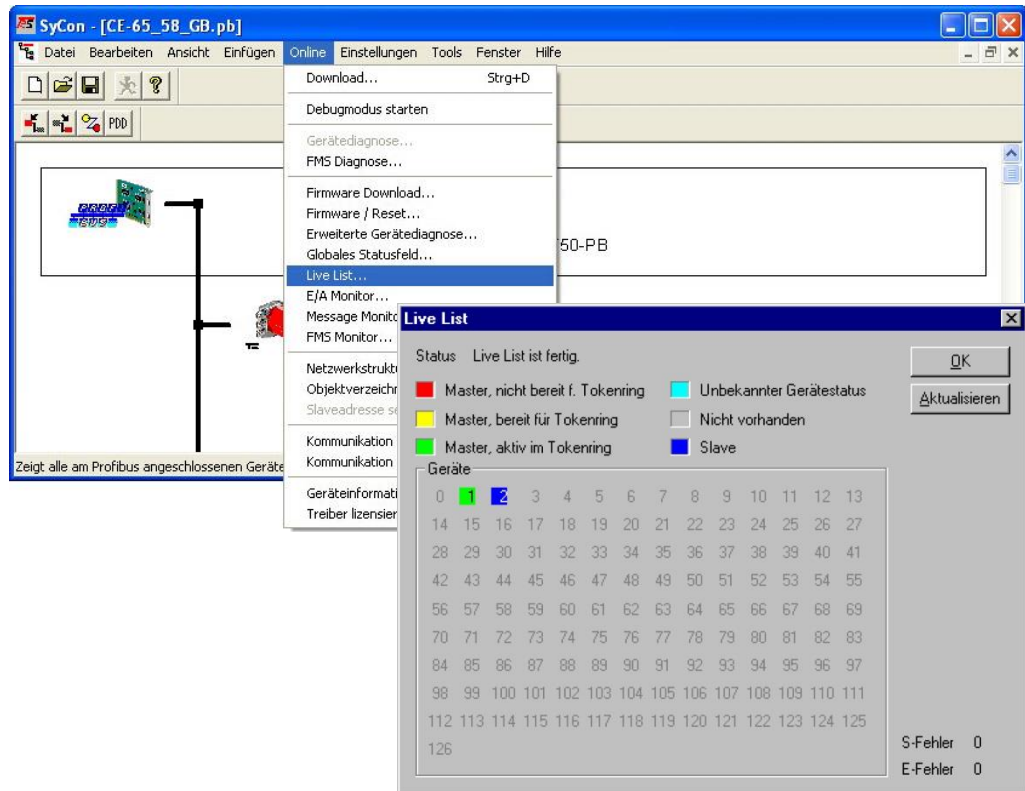 SyCon - [CE-65_58_GB.pb]
Datei Bearbeiten Ansicht Einfügen Online Einstellungen Tools Fenster Hilfe
PDD
Download... Strg+D
Debugmodus starten
Gerätediagnose...
FMS Diagnose...
Firmware Download...
Firmware / Reset...
Erweiterte Gerätediagnose...
Globales Statusfeld...
Live List...
E/A Monitor...
Message Monito
FMS Monitor...
Netzwerkstruktu
Objektverzeichn
Slaveadresse se
Kommunikation
Kommunikation
Geräteinformati
Treiber lizensier
50-PB
Zeigt alle am Profibus angeschlossenen Geräte
Live List
Status Live List ist fertig.
OK
Aktualisieren
Master, nicht bereit f. Tokenring Unbekannter Gerätestatus
Master, bereit für Tokenring Nicht vorhanden
Master, aktiv im Tokenring Slave
Geräte
0 1 2 3 4 5 6 7 8 9 10 11 12 13
14 15 16 17 18 19 20 21 22 23 24 25 26 27
28 29 30 31 32 33 34 35 36 37 38 39 40 41
42 43 44 45 46 47 48 49 50 51 52 53 54 55
56 57 58 59 60 61 62 63 64 65 66 67 68 69
70 71 72 73 74 75 76 77 78 79 80 81 82 83
84 85 86 87 88 89 90 91 92 93 94 95 96 97
98 99 100 101 102 103 104 105 106 107 108 109 110 111
112 113 114 115 116 117 118 119 120 121 122 123 124 125
126
S-Fehler 0
E-Fehler 0